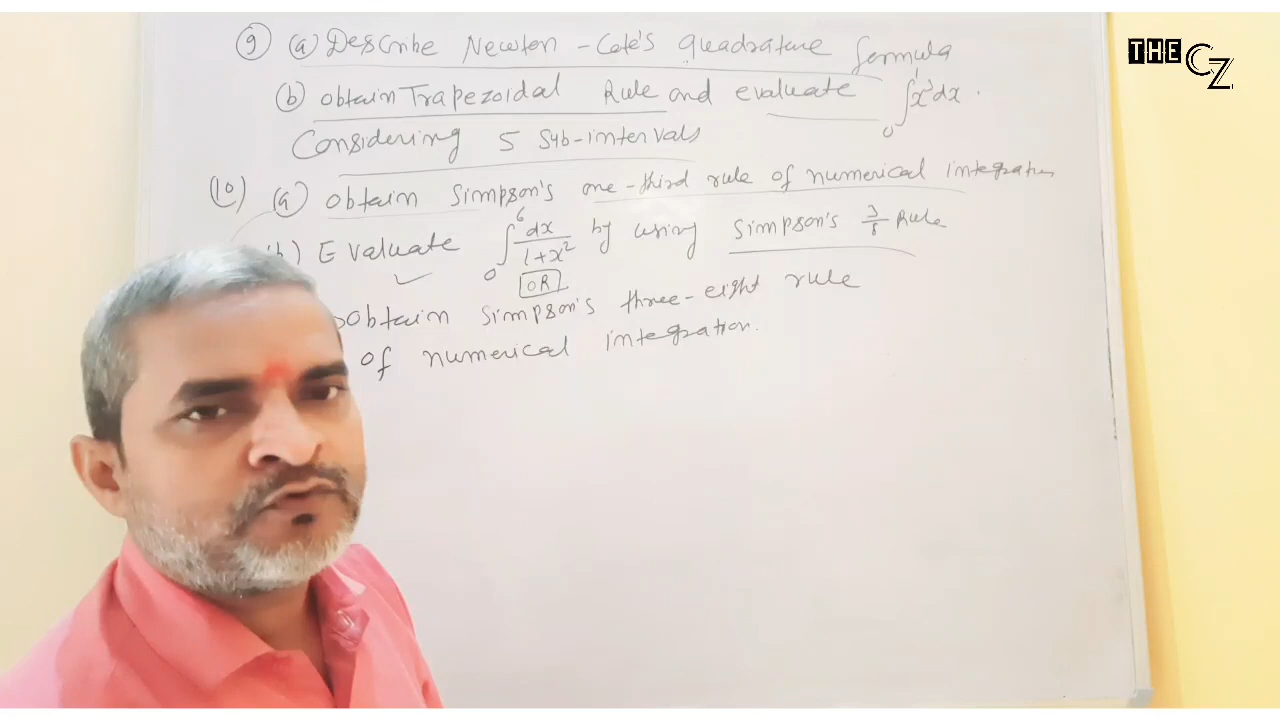 9 (a) Describe Newton - Cote's quadrature formula
(b) obtain Trapezoidal Rule and evaluate ∫₀¹ x³ dx .
Considering 5 Sub-intervals
(10) (a) obtain Simpson's one-third rule of numerical integration
b) Evaluate ∫₀⁶ dx/1+x² by using Simpson's 3/8 Rule
OR
obtain Simpson's three-eight rule
of numerical integration.
THE CZ